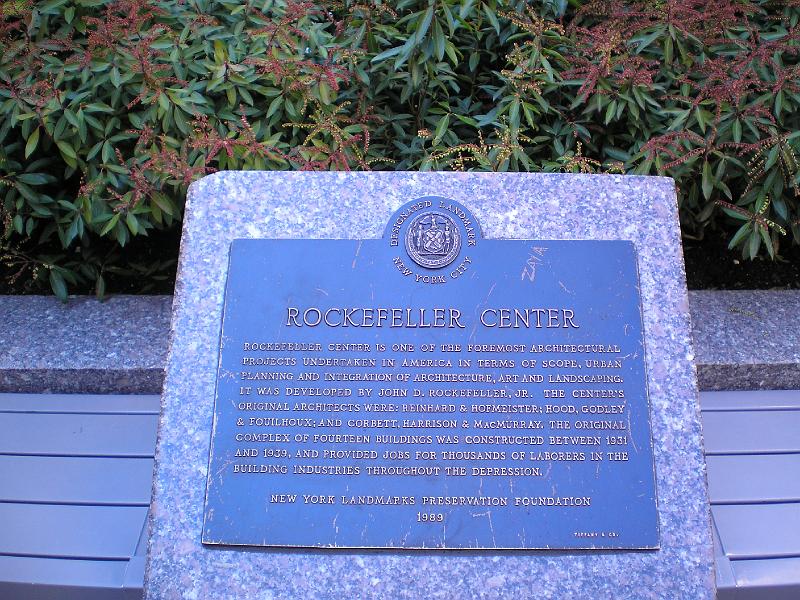 DESIGNATED LANDMARK
NEW YORK CITY
ZAYA
ROCKEFELLER CENTER
ROCKEFELLER CENTER IS ONE OF THE FOREMOST ARCHITECTURAL
PROJECTS UNDERTAKEN IN AMERICA IN TERMS OF SCOPE, URBAN
PLANNING AND INTEGRATION OF ARCHITECTURE, ART AND LANDSCAPING.
IT WAS DEVELOPED BY JOHN D. ROCKEFELLER, JR. THE CENTER'S
ORIGINAL ARCHITECTS WERE: REINHARD & HOFMEISTER; HOOD, GODLEY
& FOUILHOUX; AND CORBETT, HARRISON & MACMURRAY. THE ORIGINAL
COMPLEX OF FOURTEEN BUILDINGS WAS CONSTRUCTED BETWEEN 1931
AND 1939, AND PROVIDED JOBS FOR THOUSANDS OF LABORERS IN THE
BUILDING INDUSTRIES THROUGHOUT THE DEPRESSION.
NEW YORK LANDMARKS PRESERVATION FOUNDATION
1989
TIFFANY & CO.